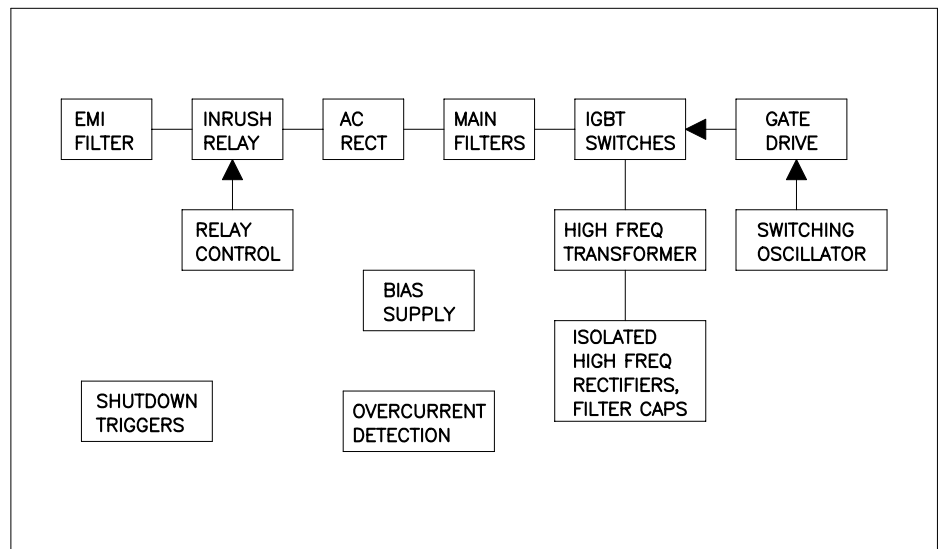 EMI
FILTER
INRUSH
RELAY
AC
RECT
MAIN
FILTERS
IGBT
SWITCHES
GATE
DRIVE
RELAY
CONTROL
HIGH FREQ
TRANSFORMER
SWITCHING
OSCILLATOR
BIAS
SUPPLY
ISOLATED
HIGH FREQ
RECTIFIERS,
FILTER CAPS
SHUTDOWN
TRIGGERS
OVERCURRENT
DETECTION